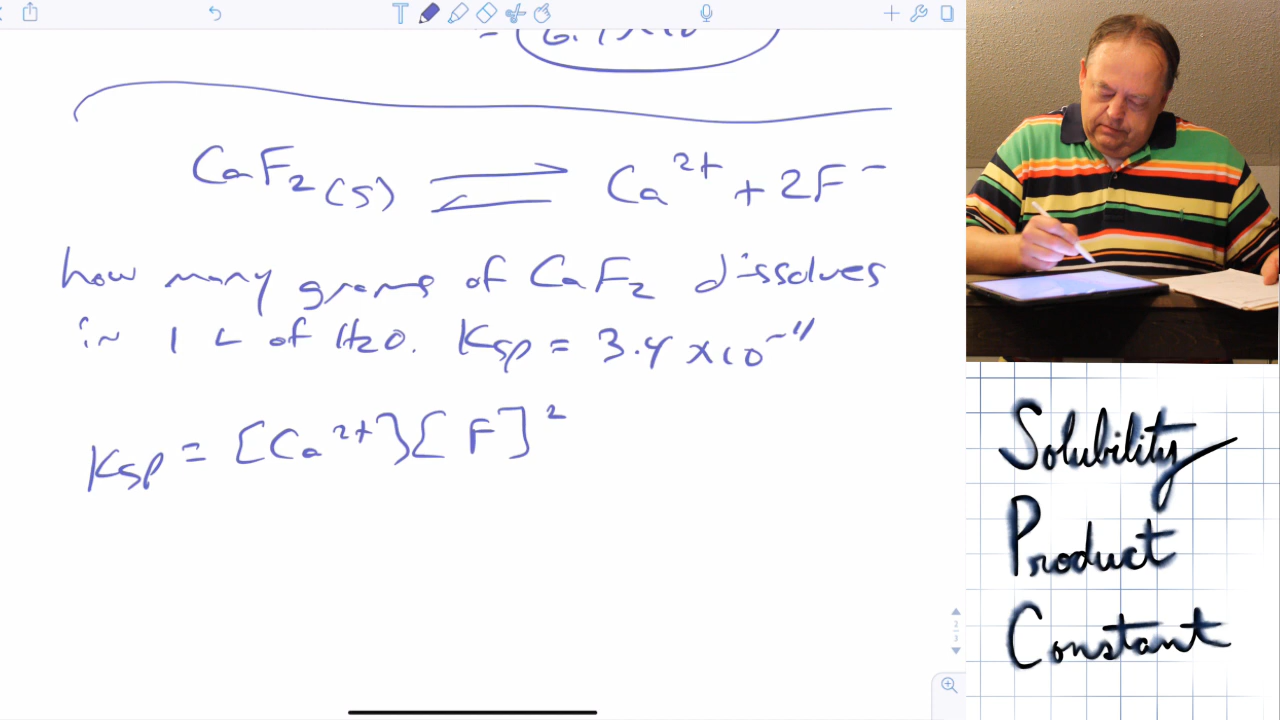 CaF₂(s) ⇌ Ca²⁺ + 2F⁻
how many grams of CaF₂ dissolves
in 1 L of H₂O. Ksp = 3.4 x10⁻¹¹
Ksp = [Ca²⁺][F]²
Solubility
Product
Constant